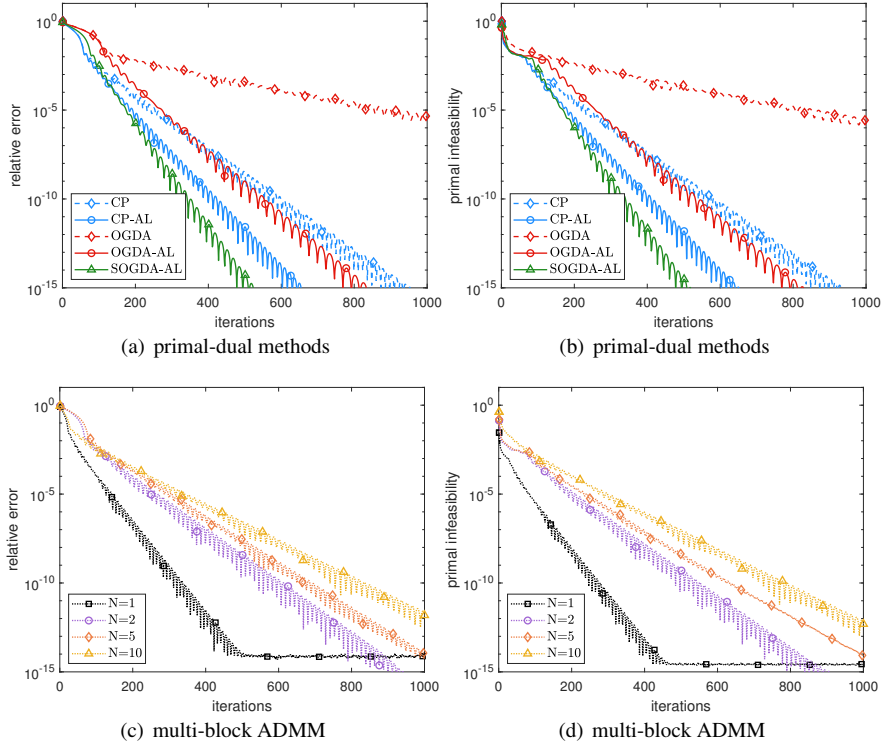 relative error
10^0
10^-5
10^-10
10^-15
CP
CP-AL
OGDA
OGDA-AL
SOGDA-AL
0 200 400 600 800 1000
iterations
(a) primal-dual methods
primal infeasibility
10^0
10^-5
10^-10
10^-15
CP
CP-AL
OGDA
OGDA-AL
SOGDA-AL
0 200 400 600 800 1000
iterations
(b) primal-dual methods
relative error
10^0
10^-5
10^-10
10^-15
N=1
N=2
N=5
N=10
0 200 400 600 800 1000
iterations
(c) multi-block ADMM
primal infeasibility
10^0
10^-5
10^-10
10^-15
N=1
N=2
N=5
N=10
0 200 400 600 800 1000
iterations
(d) multi-block ADMM